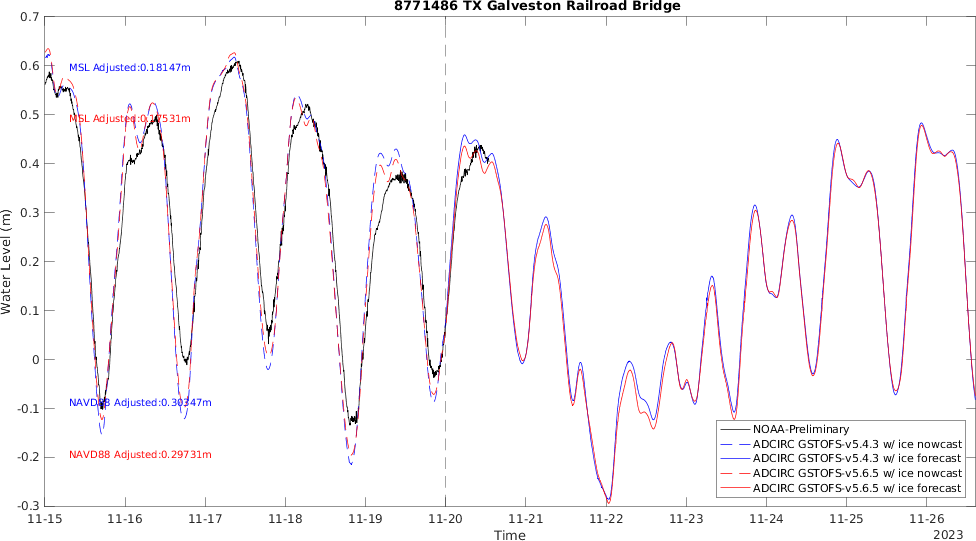 8771486 TX Galveston Railroad Bridge
Water Level (m)
0.7
0.6
0.5
0.4
0.3
0.2
0.1
0
-0.1
-0.2
-0.3
MSL Adjusted:0.18147m
MSL Adjusted:0.17531m
NAVD88 Adjusted:0.30347m
NAVD88 Adjusted:0.29731m
NOAA-Preliminary
ADCIRC GSTOFS-v5.4.3 w/ ice nowcast
ADCIRC GSTOFS-v5.4.3 w/ ice forecast
ADCIRC GSTOFS-v5.6.5 w/ ice nowcast
ADCIRC GSTOFS-v5.6.5 w/ ice forecast
11-15 11-16 11-17 11-18 11-19 11-20 11-21 11-22 11-23 11-24 11-25 11-26
Time
2023